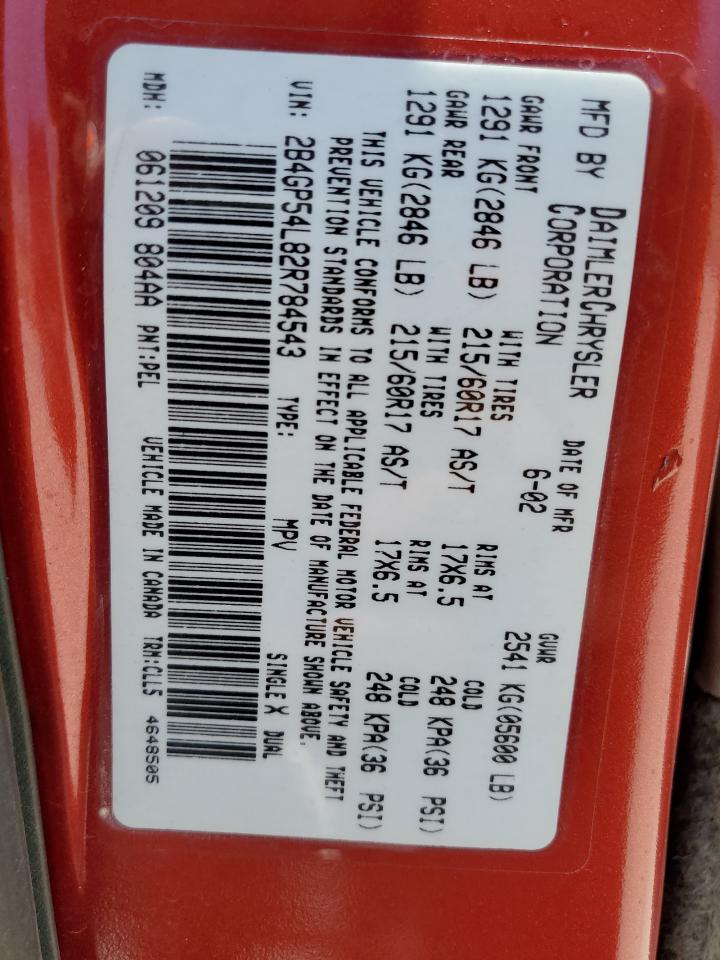 MFD BY DAIMLERCHRYSLER CORPORATION
DATE OF MFR 6-02
GVWR 2541 KG(05600 LB)
GAWR FRONT WITH TIRES RIMS AT COLD
1291 KG(2846 LB) 215/60R17 AS/T 17X6.5 248 KPA(36 PSI)
GAWR REAR WITH TIRES RIMS AT COLD
1291 KG(2846 LB) 215/60R17 AS/T 17X6.5 248 KPA(36 PSI)
THIS VEHICLE CONFORMS TO ALL APPLICABLE FEDERAL MOTOR VEHICLE SAFETY AND THEFT
PREVENTION STANDARDS IN EFFECT ON THE DATE OF MANUFACTURE SHOWN ABOVE.
VIN: 2B4GP54L82R784543 TYPE: MPV SINGLE X DUAL
MDH: 061209 804AA PNT:PEL VEHICLE MADE IN CANADA TRM:CLL5 4648505